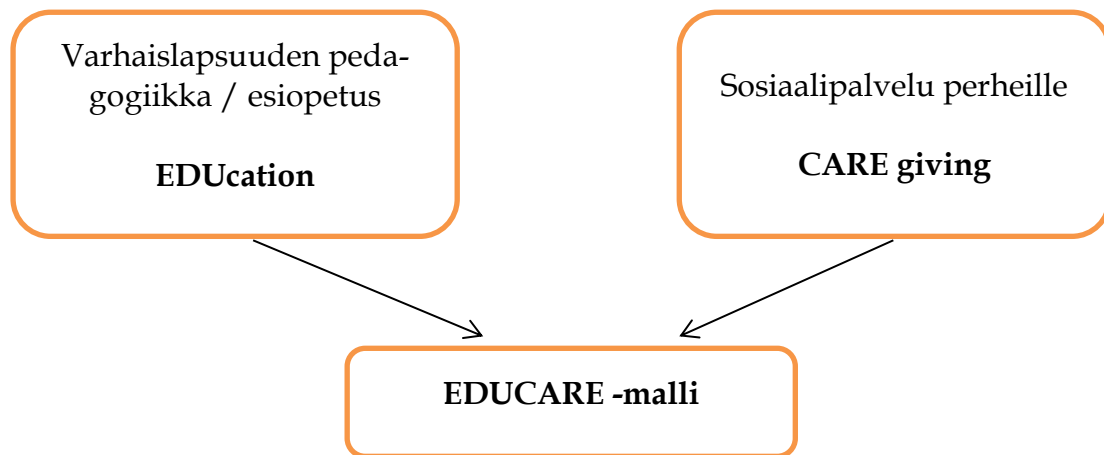 Varhaislapsuuden peda-
gogiikka / esiopetus
EDUcation
Sosiaalipalvelu perheille
CARE giving
EDUCARE -malli